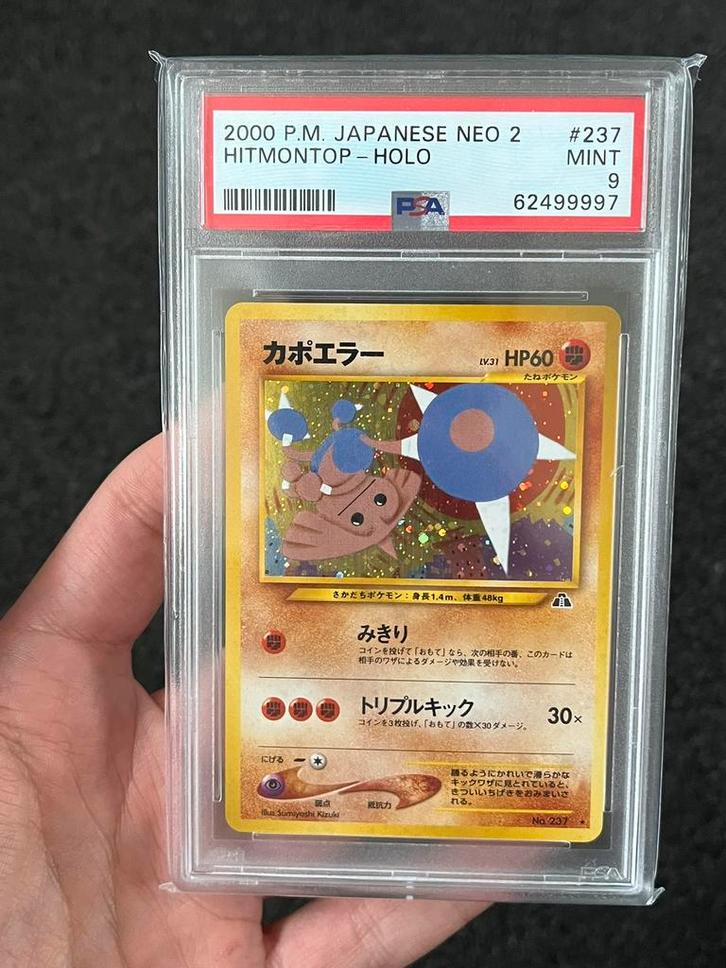 2000 P.M. JAPANESE NEO 2 #237
HITMONTOP - HOLO MINT
9
PSA 62499997
カポエラー LV.31 HP60
たねポケモン
さかだちポケモン：身長1.4m、体重48kg
みきり
コインを投げて「おもて」なら、次の相手の番、このカードは
相手のワザによるダメージや効果を受けない。
トリプルキック 30×
コインを3枚投げ、「おもて」の数×30ダメージ。
にげる
踊るようにかれいで滑らかな
キックワザに見とれていると、
きついいちげきをおみまいさ
れる。
弱点 抵抗力
Illus. Sumiyoshi Kizuki
No. 237
PSA